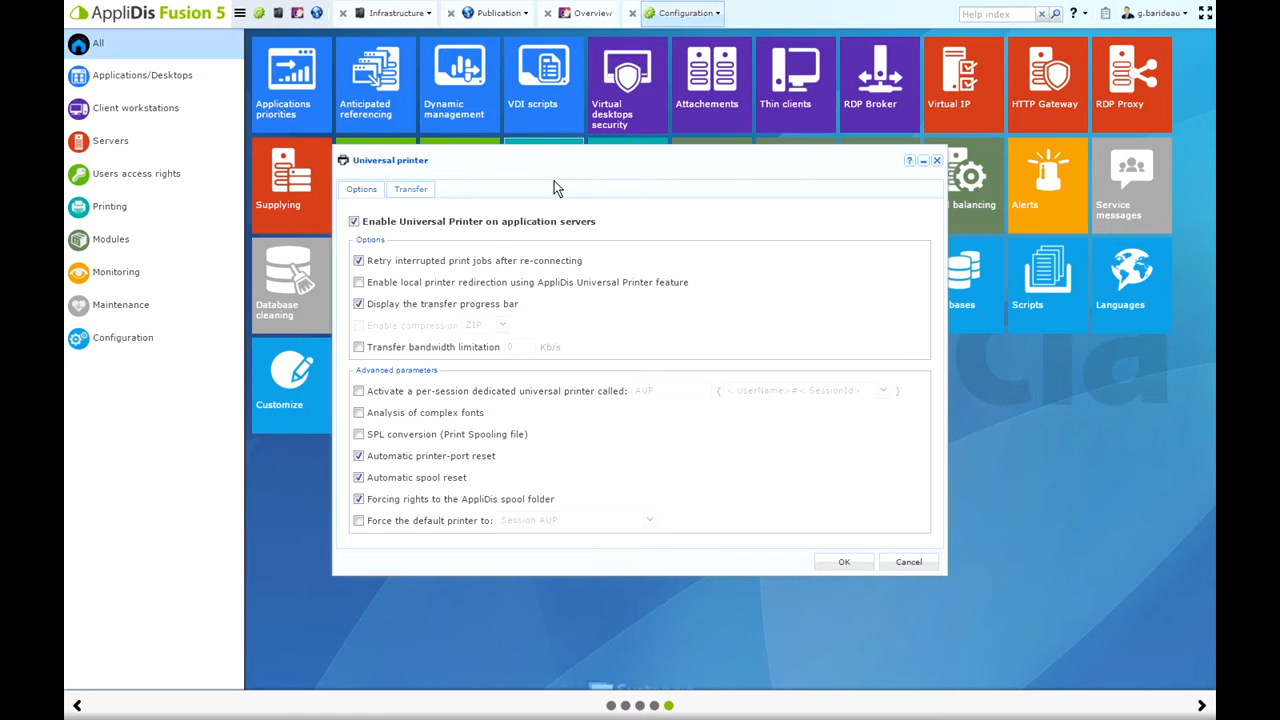 AppliDis Fusion 5
Infrastructure
Publication
Overview
Configuration
Help index
?
g.barideau
All
Applications/Desktops
Client workstations
Servers
Users access rights
Printing
Modules
Monitoring
Maintenance
Configuration
Applications priorities
Anticipated referencing
Dynamic management
VDI scripts
Virtual desktops security
Attachements
Thin clients
RDP Broker
Virtual IP
HTTP Gateway
RDP Proxy
Supplying
balancing
Alerts
Service messages
Database cleaning
Scripts
Languages
Customize
Universal printer
?
Options
Transfer
Enable Universal Printer on application servers
Options
Retry interrupted print jobs after re-connecting
Enable local printer redirection using AppliDis Universal Printer feature
Display the transfer progress bar
Enable compression ZIP
Transfer bandwidth limitation 0 Kb/s
Advanced parameters
Activate a per-session dedicated universal printer called: AUP { < UserName>#< SessionId> }
Analysis of complex fonts
SPL conversion (Print Spooling file)
Automatic printer-port reset
Automatic spool reset
Forcing rights to the AppliDis spool folder
Force the default printer to: Session AUP
OK
Cancel